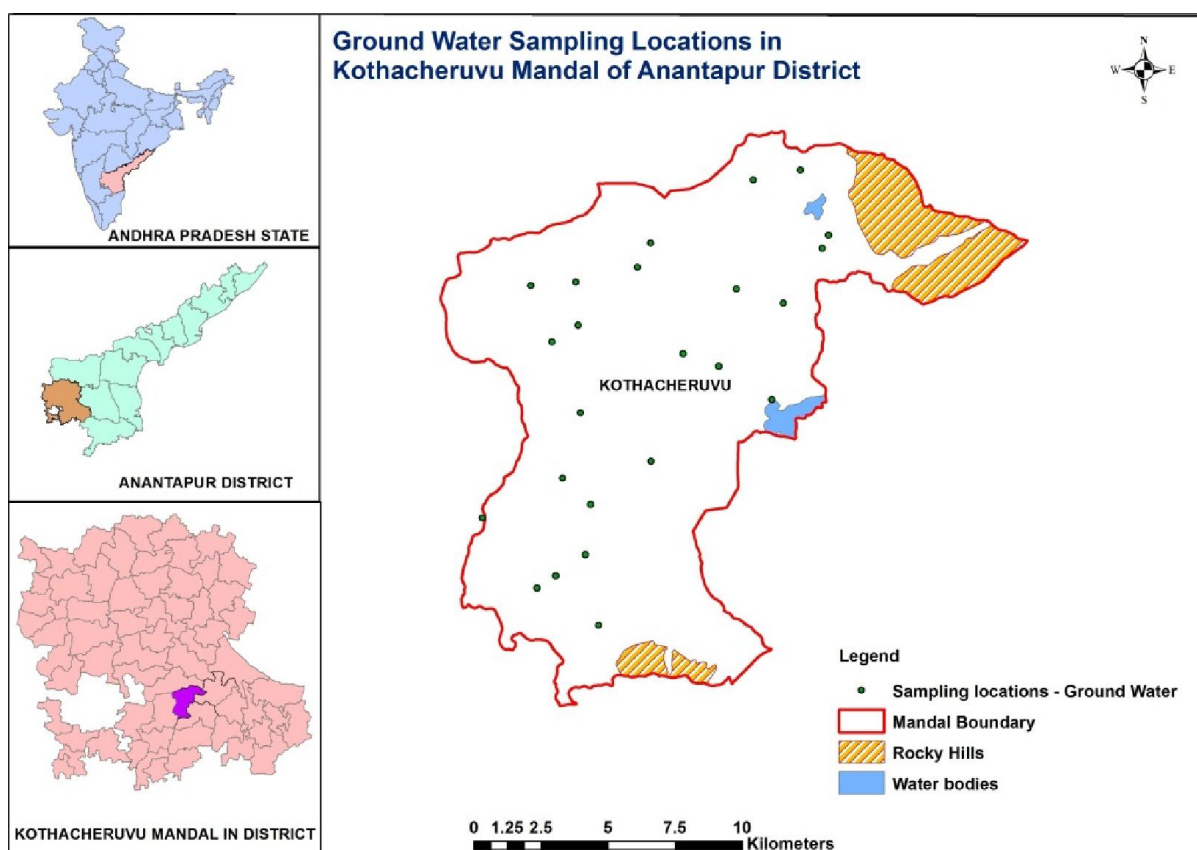 Ground Water Sampling Locations in
Kothacheruvu Mandal of Anantapur District
N
W E
S
ANDHRA PRADESH STATE
ANANTAPUR DISTRICT
KOTHACHERUVU MANDAL IN DISTRICT
KOTHACHERUVU
Legend
Sampling locations - Ground Water
Mandal Boundary
Rocky Hills
Water bodies
0 1.25 2.5 5 7.5 10
Kilometers